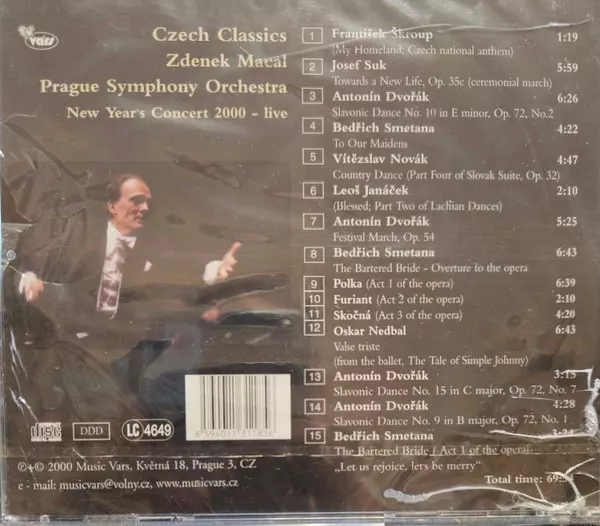 vars
Czech Classics
Zdenek Macál
Prague Symphony Orchestra
New Year's Concert 2000 - live
1 František Škroup
(My Homeland; Czech national anthem) 1:19
2 Josef Suk 5:59
Towards a New Life, Op. 35c (ceremonial march)
3 Antonín Dvořák 6:26
Slavonic Dance No. 10 in E minor, Op. 72, No.2
4 Bedřich Smetana 4:22
To Our Maidens
5 Vítězslav Novák 4:47
Country Dance (Part Four of Slovak Suite, Op. 32)
6 Leoš Janáček 2:10
(Blessed; Part Two of Lachian Dances)
7 Antonín Dvořák 5:25
Festival March, Op. 54
8 Bedřich Smetana 6:43
The Bartered Bride - Overture to the opera
9 Polka (Act 1 of the opera) 6:39
10 Furiant (Act 2 of the opera) 2:10
11 Skočná (Act 3 of the opera) 4:20
12 Oskar Nedbal 6:43
Valse triste
(from the ballet, The Tale of Simple Johnny)
13 Antonín Dvořák 3:15
Slavonic Dance No. 15 in C major, Op. 72, No. 7
14 Antonín Dvořák 4:28
Slavonic Dance No. 9 in B major, Op. 72, No. 1
15 Bedřich Smetana
The Bartered Bride ( Act 1 of the opera:
„Let us rejoice, lets be merry"
Total time:
disc
DDD
LC 4649
℗+© 2000 Music Vars, Květná 18, Prague 3, CZ
e - mail: musicvars@volny.cz, www.musicvars.cz